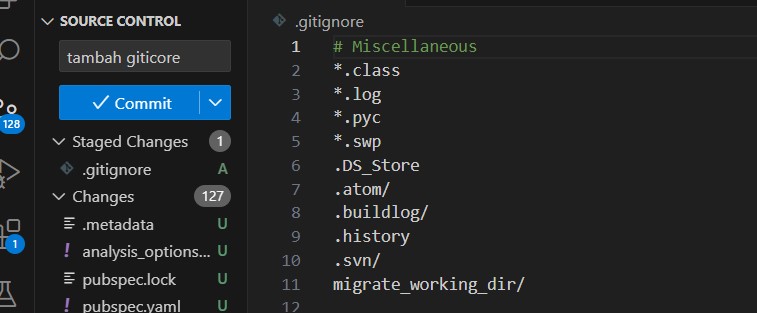 SOURCE CONTROL
tambah giticore
Commit
Staged Changes 1
.gitignore A
Changes 127
.metadata U
analysis_options... U
pubspec.lock U
pubspec.yaml U
128
1
.gitignore
1 # Miscellaneous
2 *.class
3 *.log
4 *.pyc
5 *.swp
6 .DS_Store
7 .atom/
8 .buildlog/
9 .history
10 .svn/
11 migrate_working_dir/
12